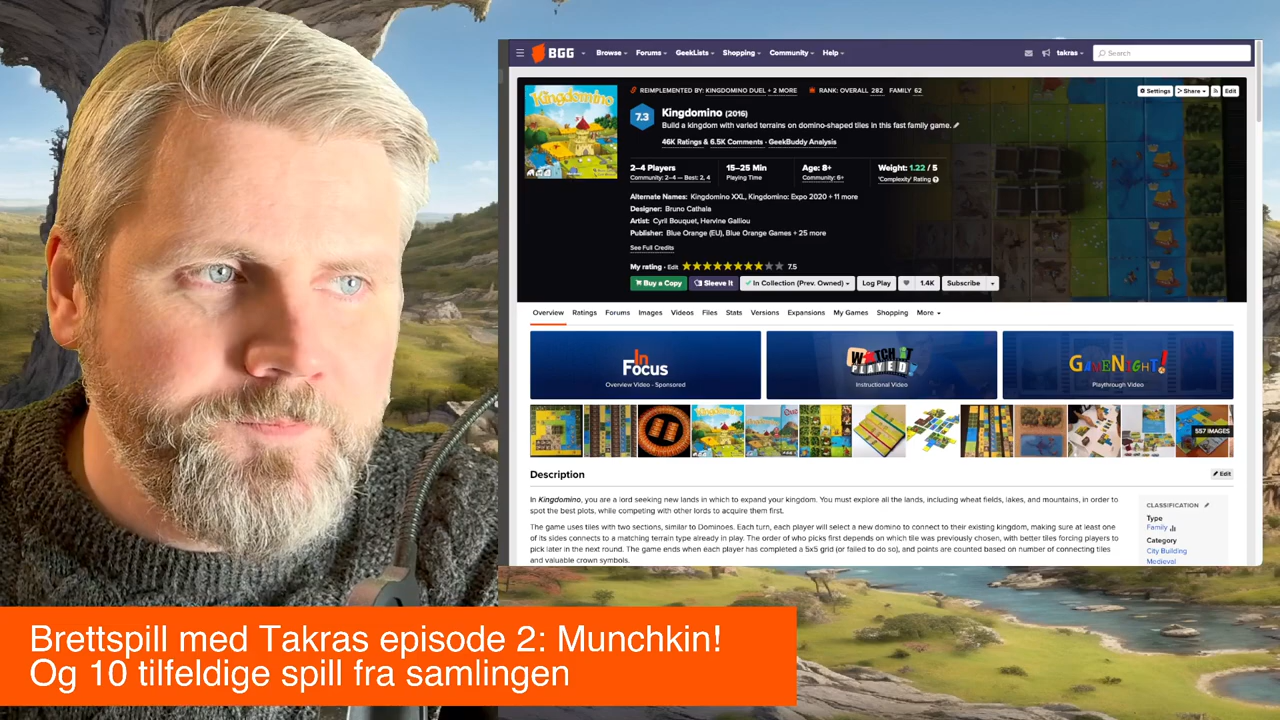 BGG
Browse Forums GeekLists Shopping Community Help
takras
Search
REIMPLEMENTED BY: KINGDOMINO DUEL + 2 MORE
RANK: OVERALL 282 FAMILY 62
Settings Share Edit
Kingdomino
7.3
Kingdomino (2016)
Build a kingdom with varied terrains on domino-shaped tiles in this fast family game.
46K Ratings & 6.5K Comments · GeekBuddy Analysis
2–4 Players
Community: 2–4 — Best: 2, 4
15–25 Min
Playing Time
Age: 8+
Community: 6+
Weight: 1.22 / 5
'Complexity' Rating
Alternate Names: Kingdomino XXL, Kingdomino: Expo 2020 + 11 more
Designer: Bruno Cathala
Artist: Cyril Bouquet, Hervine Galliou
Publisher: Blue Orange (EU), Blue Orange Games + 25 more
See Full Credits
My rating · Edit 7.5
Buy a Copy Sleeve It In Collection (Prev. Owned) Log Play 1.4K Subscribe
Overview Ratings Forums Images Videos Files Stats Versions Expansions My Games Shopping More
In Focus
Overview Video - Sponsored
WATCH IT PLAYED
Instructional Video
GAMENIGHT!
Playthrough Video
557 IMAGES
Description
Edit
In Kingdomino, you are a lord seeking new lands in which to expand your kingdom. You must explore all the lands, including wheat fields, lakes, and mountains, in order to
spot the best plots, while competing with other lords to acquire them first.
The game uses tiles with two sections, similar to Dominoes. Each turn, each player will select a new domino to connect to their existing kingdom, making sure at least one
of its sides connects to a matching terrain type already in play. The order of who picks first depends on which tile was previously chosen, with better tiles forcing players to
pick later in the next round. The game ends when each player has completed a 5x5 grid (or failed to do so), and points are counted based on number of connecting tiles
and valuable crown symbols.
CLASSIFICATION
Type
Family
Category
City Building
Medieval
Brettspill med Takras episode 2: Munchkin!
Og 10 tilfeldige spill fra samlingen